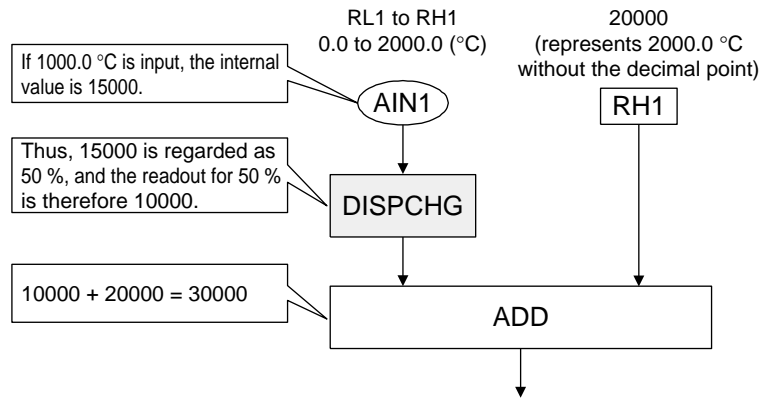 RL1 to RH1
0.0 to 2000.0 (°C)
20000
(represents 2000.0 °C
without the decimal point)
If 1000.0 °C is input, the internal
value is 15000.
AIN1
RH1
Thus, 15000 is regarded as
50 %, and the readout for 50 %
is therefore 10000.
DISPCHG
10000 + 20000 = 30000
ADD